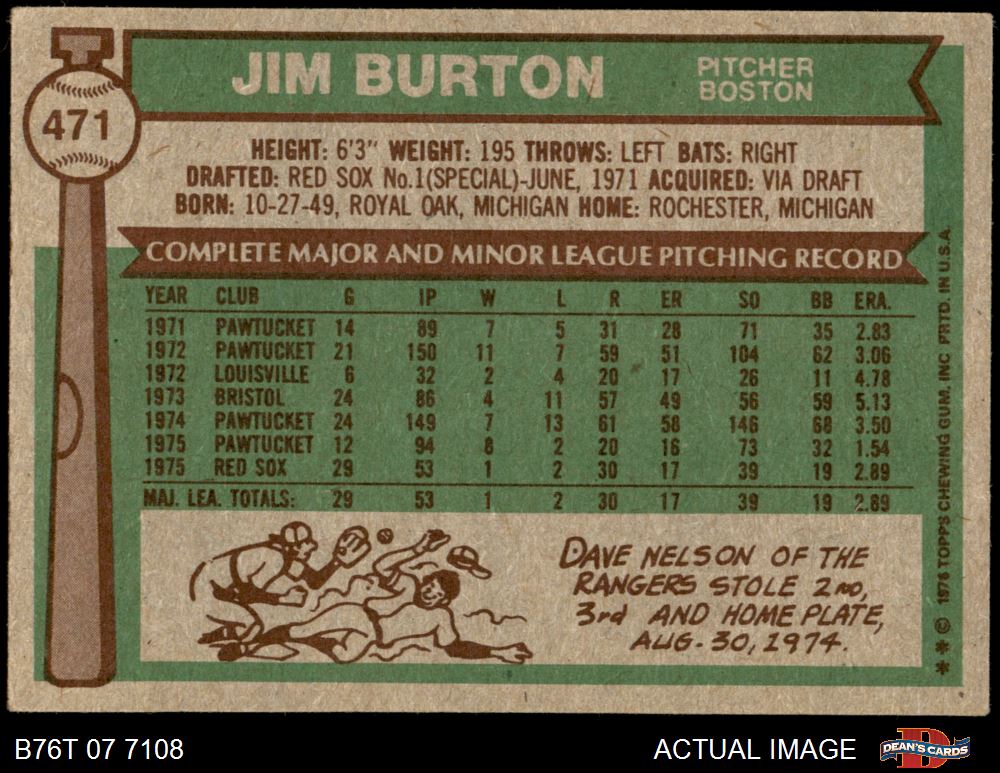 471
JIM BURTON
PITCHER
BOSTON
HEIGHT: 6'3" WEIGHT: 195 THROWS: LEFT BATS: RIGHT
DRAFTED: RED SOX No.1(SPECIAL)-JUNE, 1971 ACQUIRED: VIA DRAFT
BORN: 10-27-49, ROYAL OAK, MICHIGAN HOME: ROCHESTER, MICHIGAN
COMPLETE MAJOR AND MINOR LEAGUE PITCHING RECORD
YEAR CLUB G IP W L R ER SO BB ERA.
1971 PAWTUCKET 14 89 7 5 31 28 71 35 2.83
1972 PAWTUCKET 21 150 11 7 59 51 104 62 3.06
1972 LOUISVILLE 6 32 2 4 20 17 26 11 4.78
1973 BRISTOL 24 86 4 11 57 49 56 59 5.13
1974 PAWTUCKET 24 149 7 13 61 58 146 68 3.50
1975 PAWTUCKET 12 94 8 2 20 16 73 32 1.54
1975 RED SOX 29 53 1 2 30 17 39 19 2.89
MAJ. LEA. TOTALS: 29 53 1 2 30 17 39 19 2.89
DAVE NELSON OF THE
RANGERS STOLE 2ND,
3rd AND HOME PLATE,
AUG. 30, 1974.
** © 1976 TOPPS CHEWING GUM, INC PRTD. IN U.S.A.
B76T 07 7108
ACTUAL IMAGE
DEAN'S CARDS